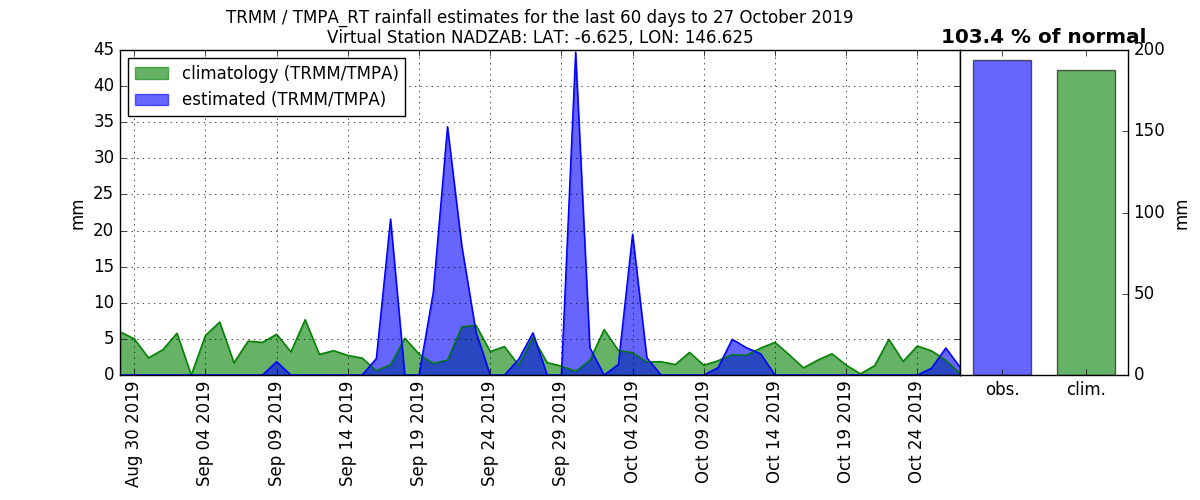 TRMM / TMPA_RT rainfall estimates for the last 60 days to 27 October 2019
Virtual Station NADZAB: LAT: -6.625, LON: 146.625
103.4 % of normal
climatology (TRMM/TMPA)
estimated (TRMM/TMPA)
45
40
35
30
25
20
15
10
5
0
mm
Aug 30 2019
Sep 04 2019
Sep 09 2019
Sep 14 2019
Sep 19 2019
Sep 24 2019
Sep 29 2019
Oct 04 2019
Oct 09 2019
Oct 14 2019
Oct 19 2019
Oct 24 2019
200
150
100
50
0
mm
obs.
clim.